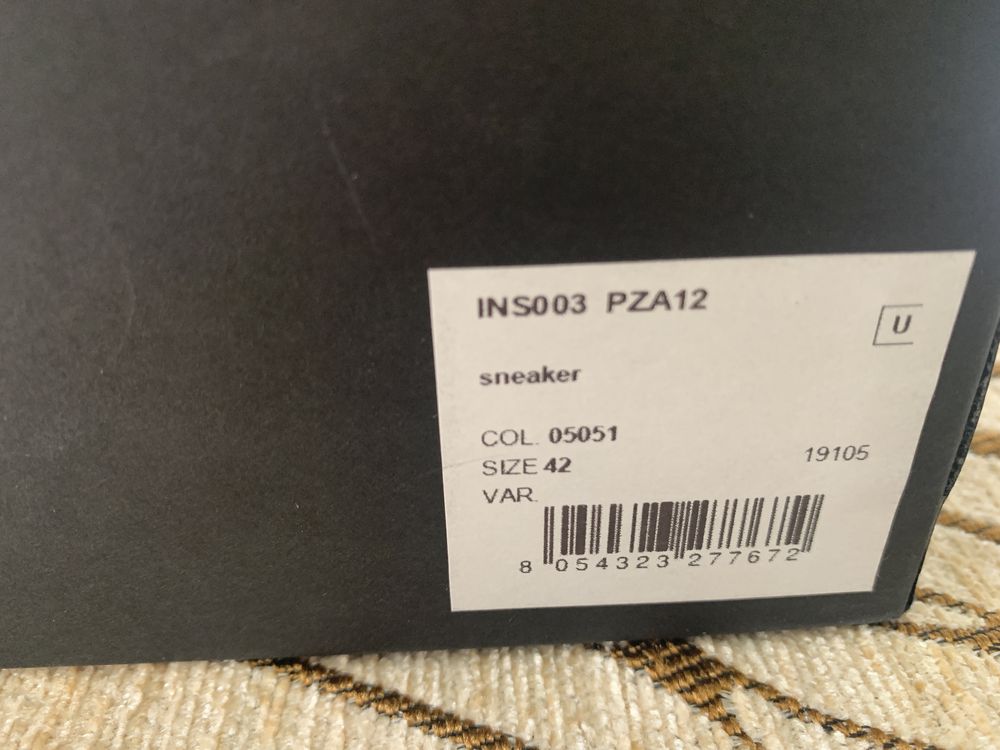 INS003 PZA12
U
sneaker
COL. 05051
SIZE 42
19105
VAR.
8 054323 277672